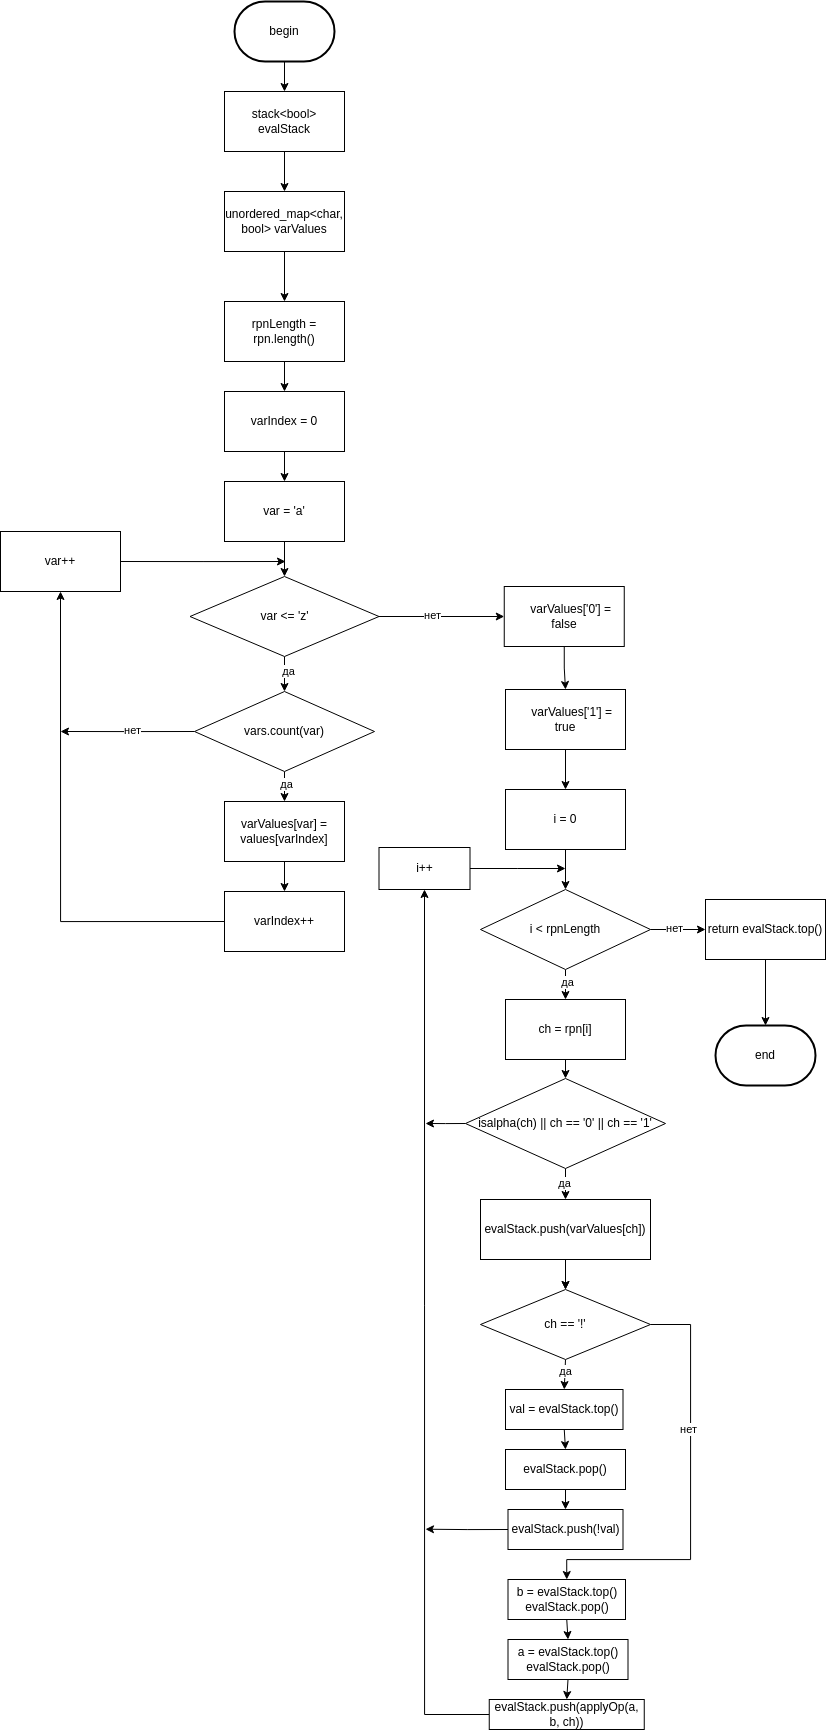 begin
stack<bool>
evalStack
unordered_map<char,
bool> varValues
rpnLength =
rpn.length()
varIndex = 0
var = 'a'
var++
var <= 'z'
нет
да
vars.count(var)
нет
да
varValues[var] =
values[varIndex]
varIndex++
varValues['0'] =
false
varValues['1'] =
true
i = 0
i++
i < rpnLength
нет
return evalStack.top()
end
да
ch = rpn[i]
isalpha(ch) || ch == '0' || ch == '1'
да
evalStack.push(varValues[ch])
ch == '!'
да
нет
val = evalStack.top()
evalStack.pop()
evalStack.push(!val)
b = evalStack.top()
evalStack.pop()
a = evalStack.top()
evalStack.pop()
evalStack.push(applyOp(a,
b, ch))